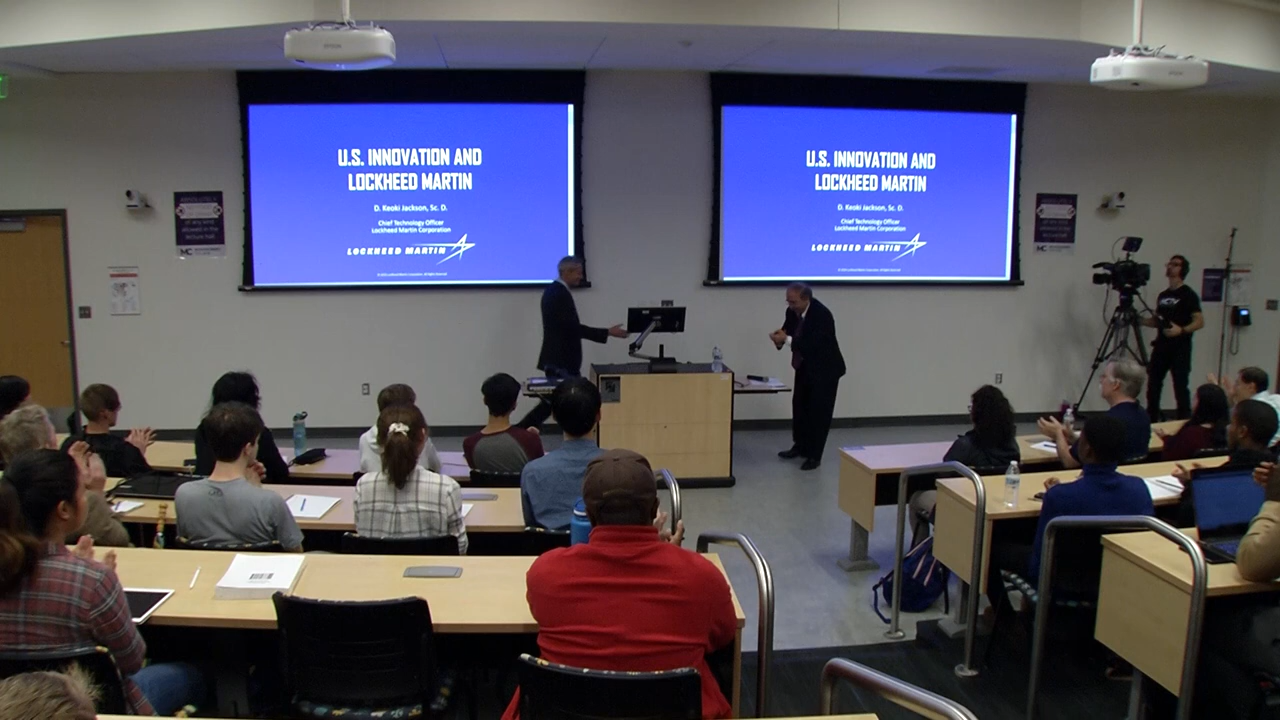 U.S. INNOVATION AND
LOCKHEED MARTIN
D. Keoki Jackson, Sc. D.
Chief Technology Officer
Lockheed Martin Corporation
LOCKHEED MARTIN
U.S. INNOVATION AND
LOCKHEED MARTIN
D. Keoki Jackson, Sc. D.
Chief Technology Officer
Lockheed Martin Corporation
LOCKHEED MARTIN